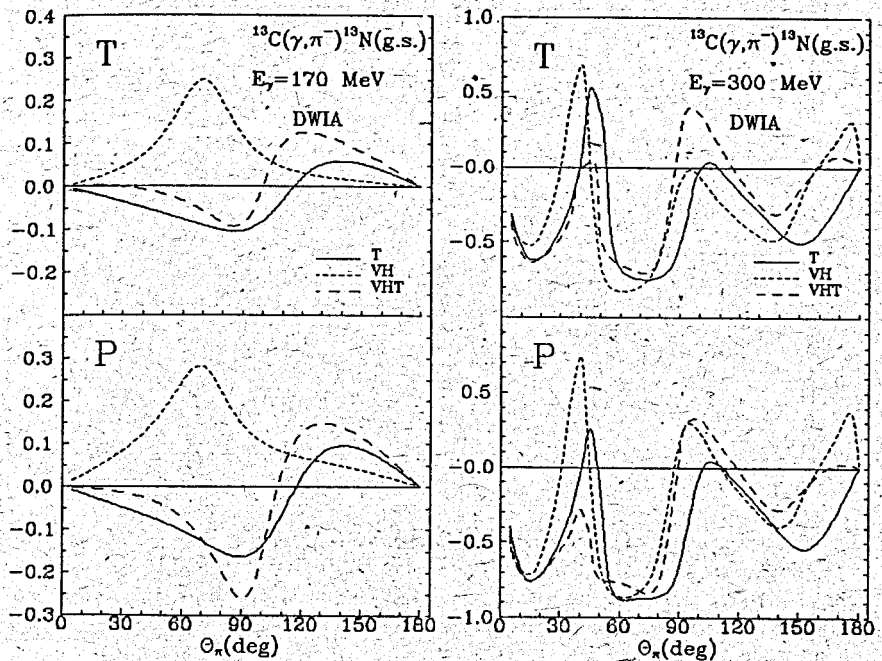 0.4
T
¹³C(γ,π⁻)¹³N(g.s.)
0.3
E_γ=170 MeV
0.2
DWIA
0.1
0.0
−0.1
T
VH
−0.2
VHT
P
0.3
0.2
0.1
0.0
−0.1
−0.2
−0.3
0 30 60 90 120 150 180
Θ_π(deg)
1.0
T
¹³C(γ,π⁻)¹³N(g.s.)
E_γ=300 MeV
0.5
DWIA
−0.0
−0.5
T
VH
VHT
P
0.5
−0.0
−0.5
−1.0
0 30 60 90 120 150 180
Θ_π(deg)